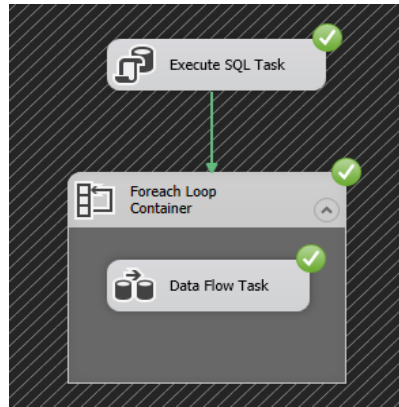 Execute SQL Task
Foreach Loop
Container
Data Flow Task